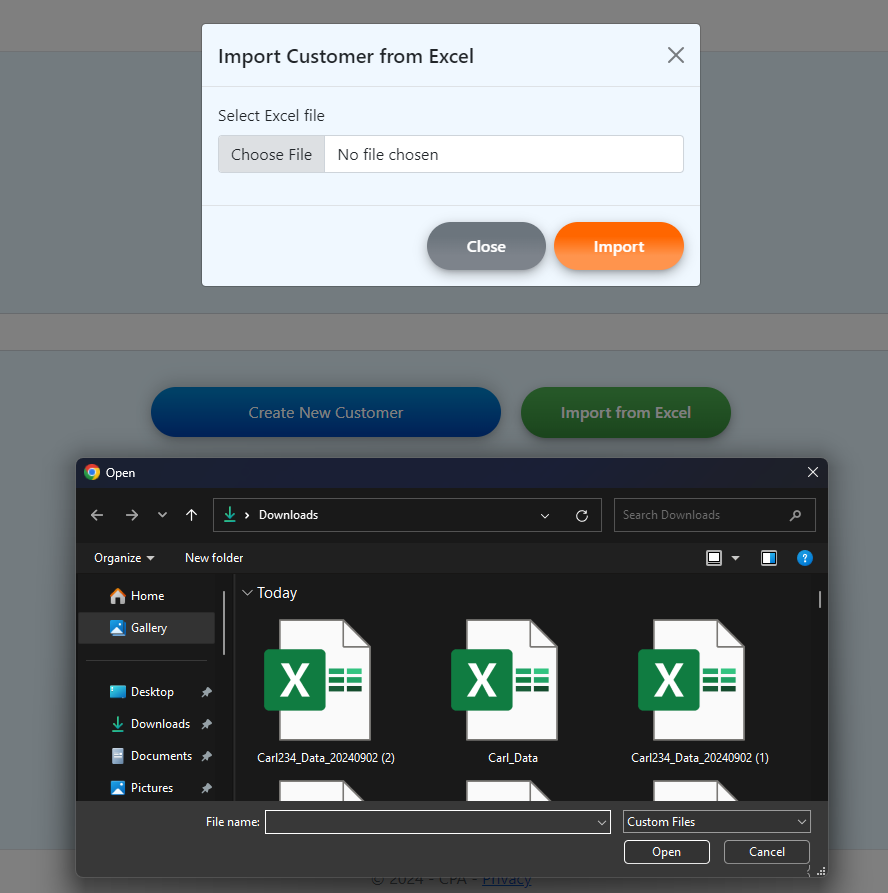 Import Customer from Excel
Select Excel file
Choose File No file chosen
Close Import
Create New Customer Import from Excel
Open
Downloads Search Downloads
Organize New folder
Home
Gallery
Desktop
Downloads
Documents
Pictures
Today
X X X
Carl234_Data_20240902 (2) Carl_Data Carl234_Data_20240902 (1)
File name: Custom Files
Open Cancel
© 2024 - CPA - Privacy